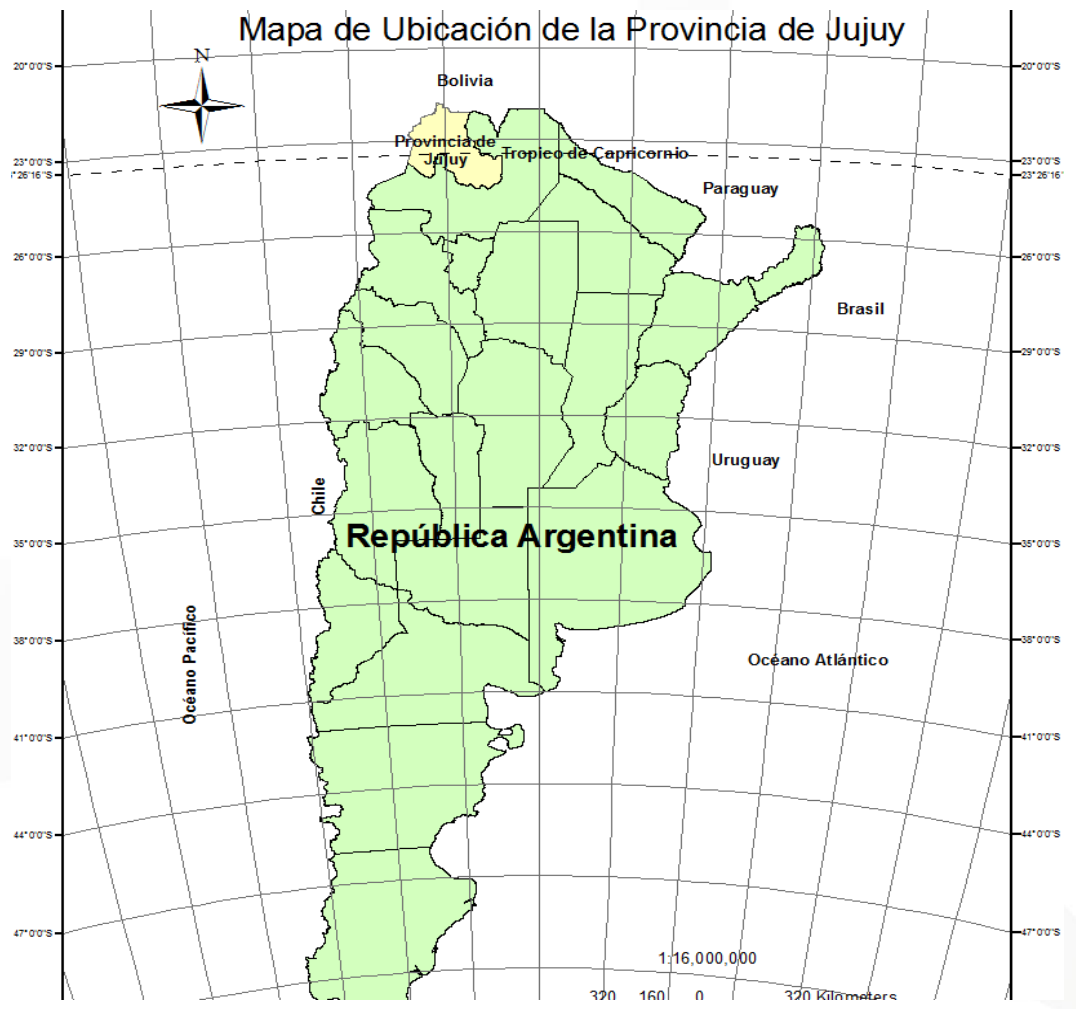 Mapa de Ubicación de la Provincia de Jujuy
N
20°0'0"S
20°0'0"S
Bolivia
Provincia de
Jujuy
Tropico de Capricornio
23°0'0"S
23°0'0"S
23°26'16"S
23°26'16"
Paraguay
26°0'0"S
26°0'0"S
Brasil
29°0'0"S
29°0'0"S
32°0'0"S
32°0'0"S
Uruguay
Chile
República Argentina
35°0'0"S
35°0'0"S
Océano Pacífico
38°0'0"S
38°0'0"S
Océano Atlántico
41°0'0"S
41°0'0"S
44°0'0"S
44°0'0"S
47°0'0"S
47°0'0"S
1:16,000,000
320 160 0 320 Kilometers